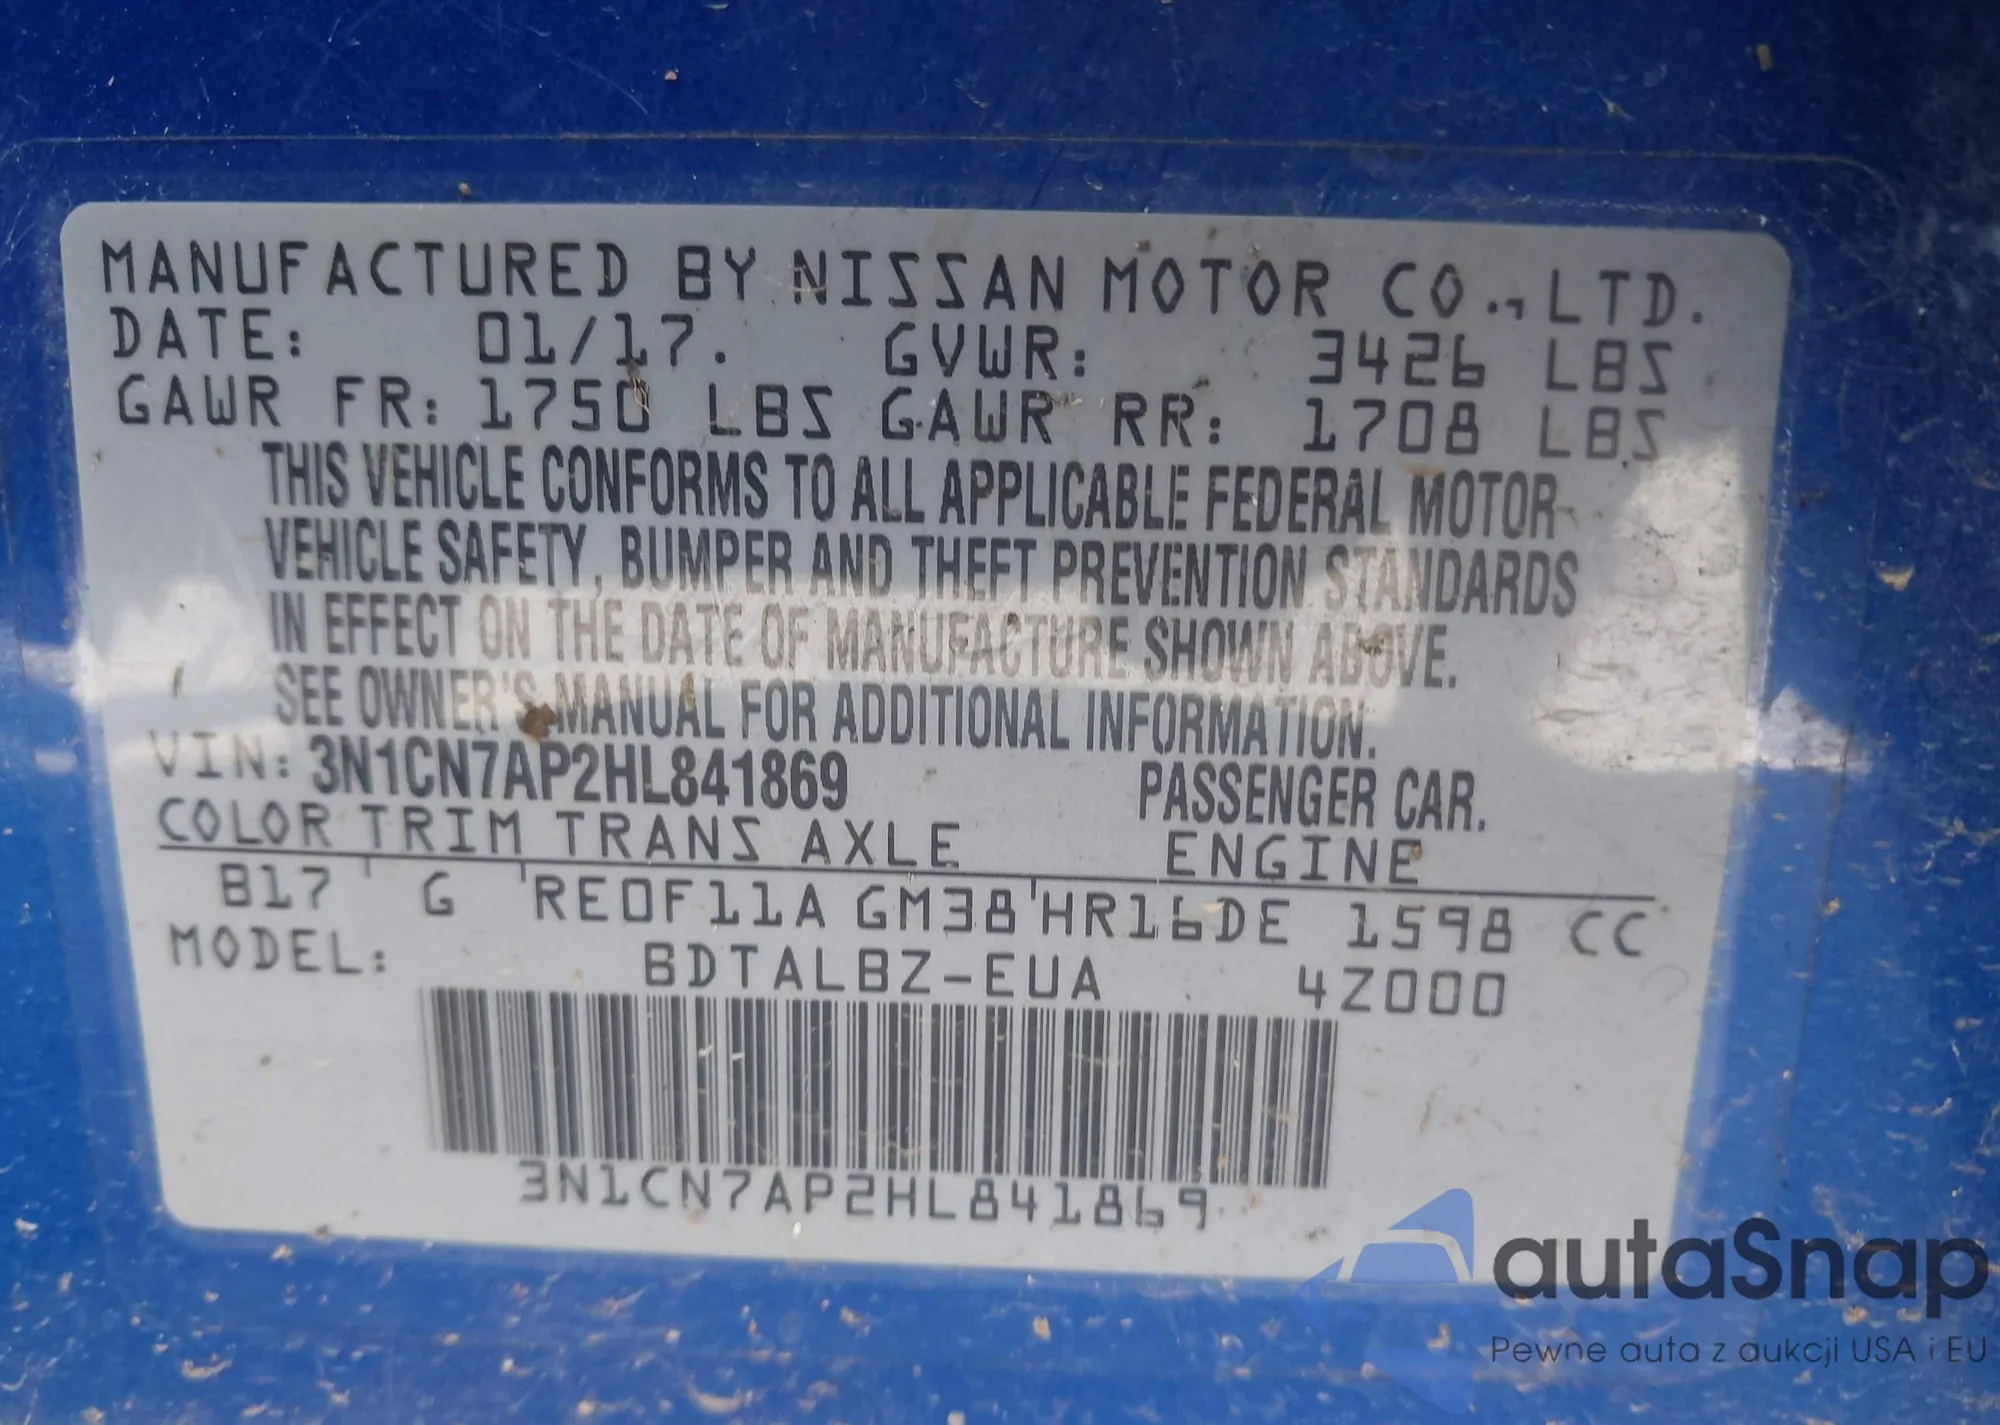 MANUFACTURED BY NISSAN MOTOR CO., LTD.
DATE: 01/17. GVWR: 3426 LBS
GAWR FR: 1750 LBS GAWR RR: 1708 LBS
THIS VEHICLE CONFORMS TO ALL APPLICABLE FEDERAL MOTOR
VEHICLE SAFETY, BUMPER AND THEFT PREVENTION STANDARDS
IN EFFECT ON THE DATE OF MANUFACTURE SHOWN ABOVE.
SEE OWNER'S MANUAL FOR ADDITIONAL INFORMATION.
VIN: 3N1CN7AP2HL841869 PASSENGER CAR.
COLOR TRIM TRANS AXLE ENGINE
B17 G RE0F11A GM38 HR16DE 1598 CC
MODEL: BDTALBZ-EUA 4Z000
3N1CN7AP2HL841869
autaSnap
Pewne auta z aukcji USA i EU